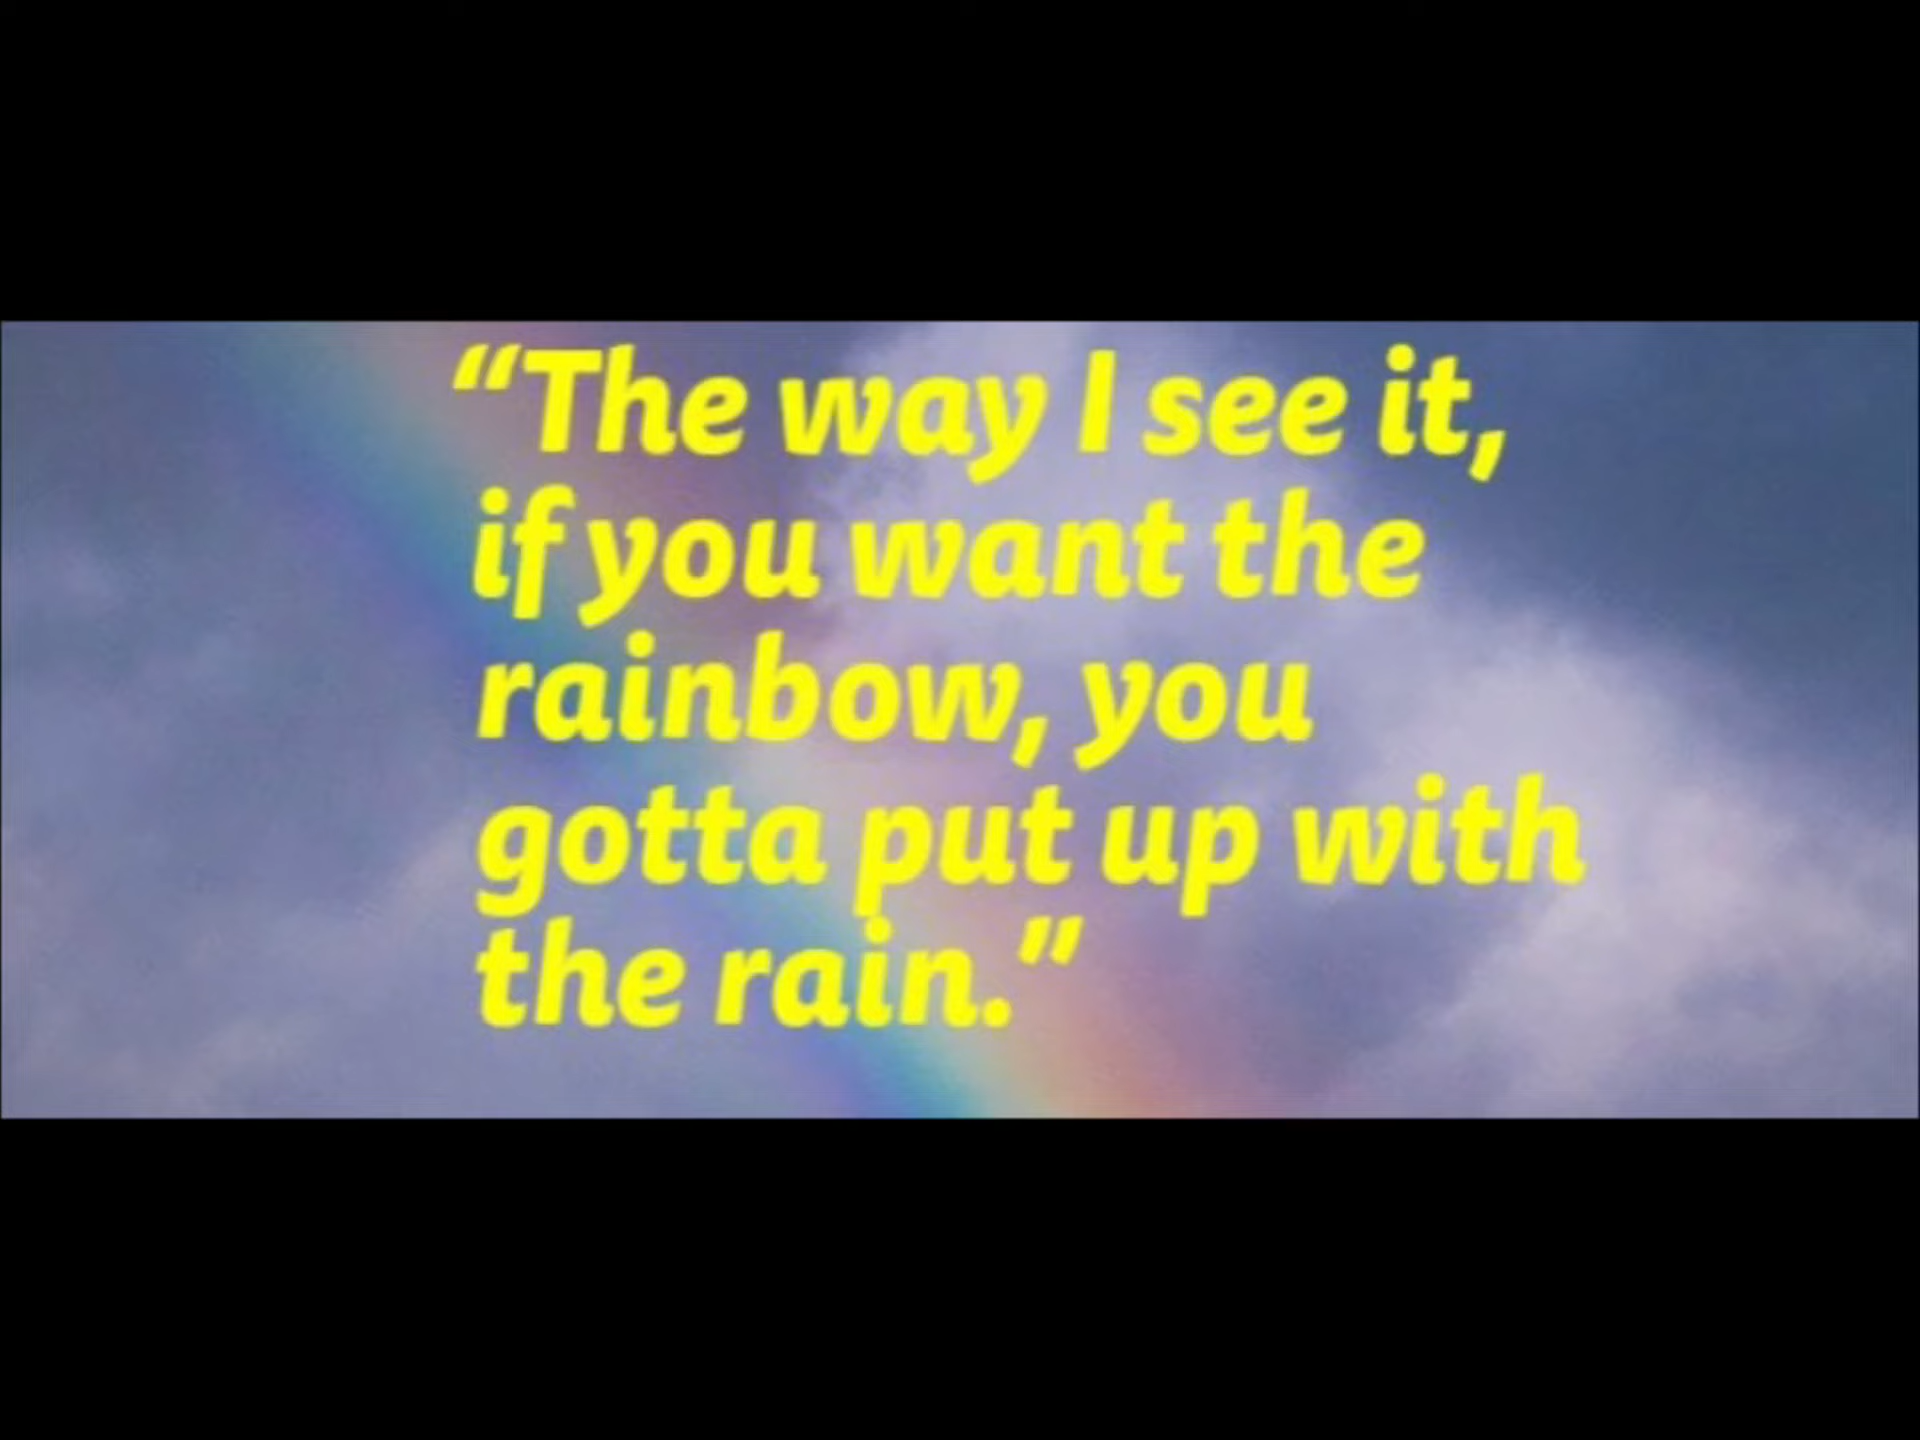 “The way I see it,
if you want the
rainbow, you
gotta put up with
the rain.”